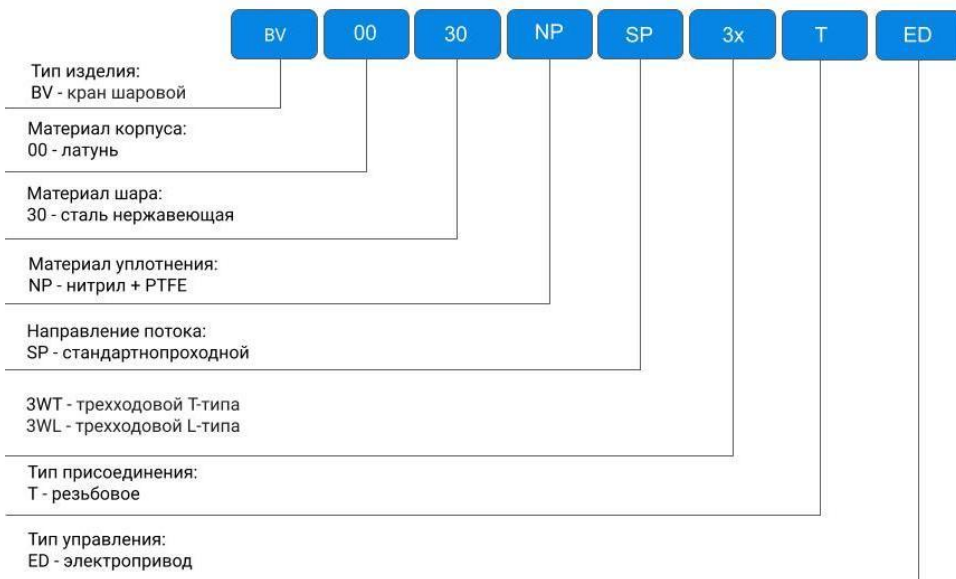 BV 00 30 NP SP 3x T ED
Тип изделия:
BV - кран шаровой
Материал корпуса:
00 - латунь
Материал шара:
30 - сталь нержавеющая
Материал уплотнения:
NP - нитрил + PTFE
Направление потока:
SP - стандартнопроходной
3WT - трехходовой T-типа
3WL - трехходовой L-типа
Тип присоединения:
T - резьбовое
Тип управления:
ED - электропривод